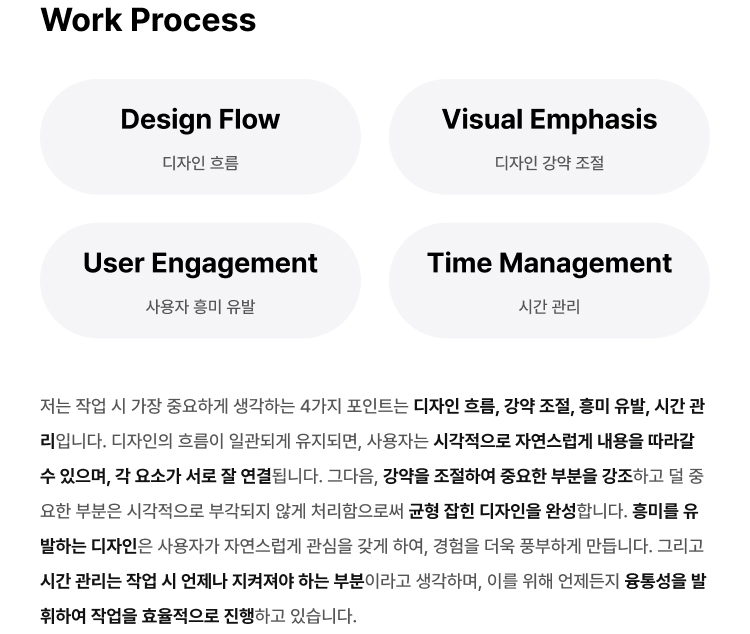 Work Process
Design Flow
디자인 흐름
Visual Emphasis
디자인 강약 조절
User Engagement
사용자 흥미 유발
Time Management
시간 관리
저는 작업 시 가장 중요하게 생각하는 4가지 포인트는 디자인 흐름, 강약 조절, 흥미 유발, 시간 관
리입니다. 디자인의 흐름이 일관되게 유지되면, 사용자는 시각적으로 자연스럽게 내용을 따라갈
수 있으며, 각 요소가 서로 잘 연결됩니다. 그다음, 강약을 조절하여 중요한 부분을 강조하고 덜 중
요한 부분은 시각적으로 부각되지 않게 처리함으로써 균형 잡힌 디자인을 완성합니다. 흥미를 유
발하는 디자인은 사용자가 자연스럽게 관심을 갖게 하여, 경험을 더욱 풍부하게 만듭니다. 그리고
시간 관리는 작업 시 언제나 지켜져야 하는 부분이라고 생각하며, 이를 위해 언제든지 융통성을 발
휘하여 작업을 효율적으로 진행하고 있습니다.